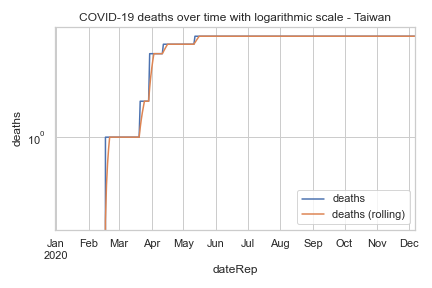 COVID-19 deaths over time with logarithmic scale - Taiwan
deaths
10⁰
deaths
deaths (rolling)
Jan Feb Mar Apr May Jun Jul Aug Sep Oct Nov Dec
2020
dateRep